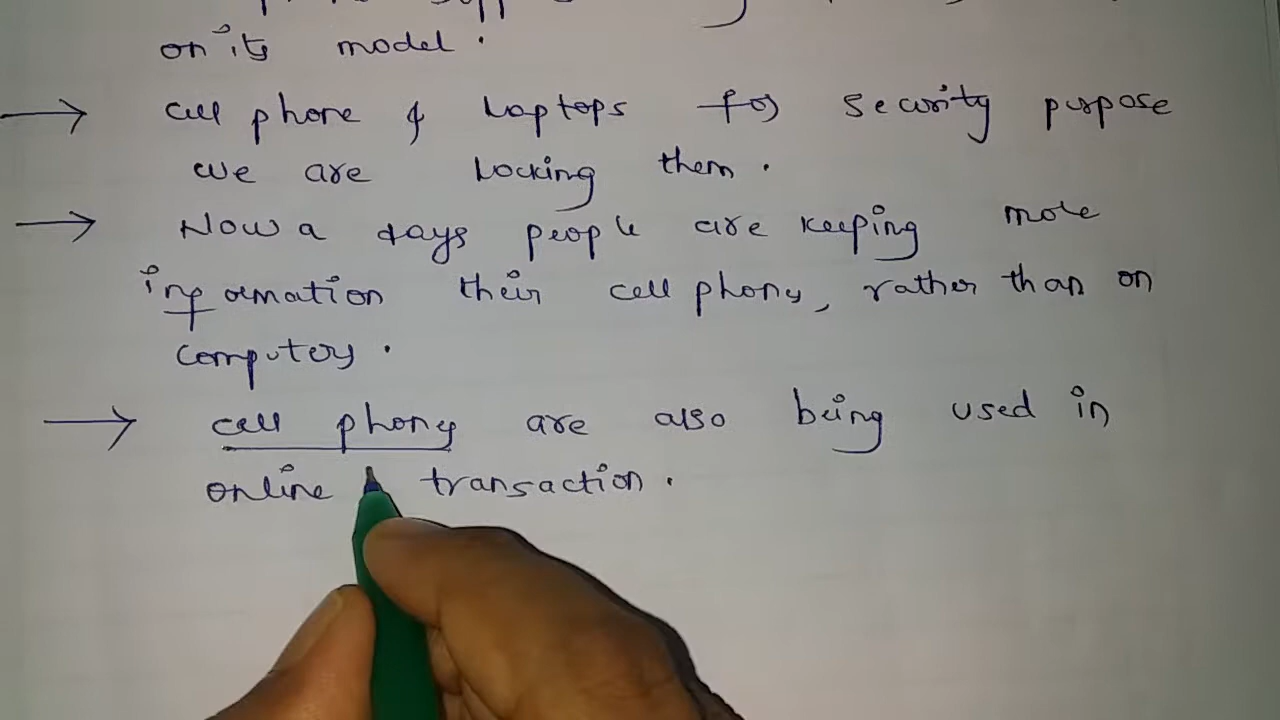 on its model.
→ cell phone & Laptops for security purpose
we are Locking them.
→ Now a days people are keeping more
information their cell phones, rather than on
computers.
→ cell phones are also being used in
online transaction.